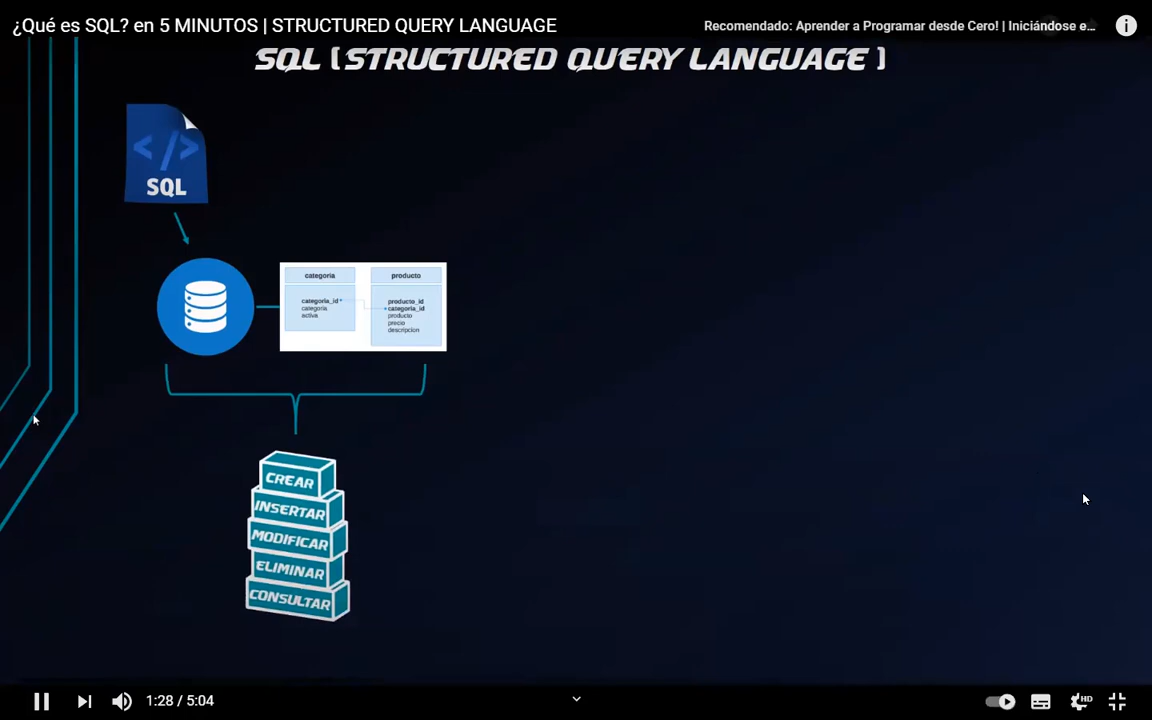 ¿Qué es SQL? en 5 MINUTOS | STRUCTURED QUERY LANGUAGE
Recomendado: Aprender a Programar desde Cero! | Iniciándose e...
SQL (STRUCTURED QUERY LANGUAGE )
</>
SQL
categoria
categoria_id *
categoria
activa
producto
producto_id
categoria_id
producto
precio
descripcion
CREAR
INSERTAR
MODIFICAR
ELIMINAR
CONSULTAR
1:28 / 5:04
HD